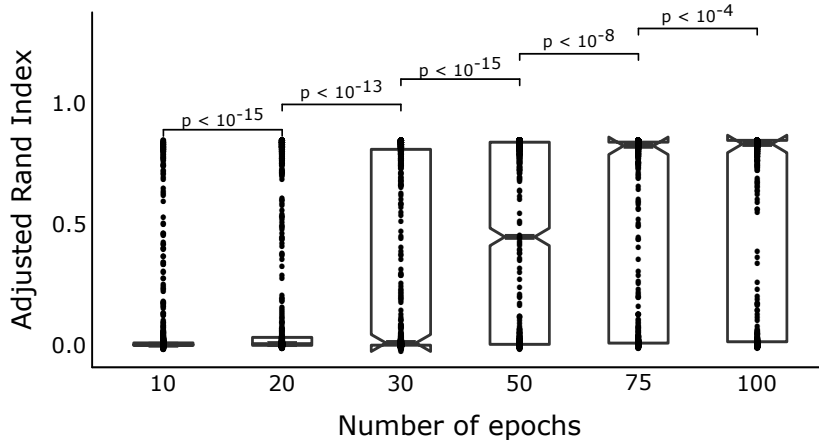 p < 10-4
p < 10-8
p < 10-15
p < 10-13
p < 10-15
Adjusted Rand Index
1.0
0.5
0.0
10 20 30 50 75 100
Number of epochs